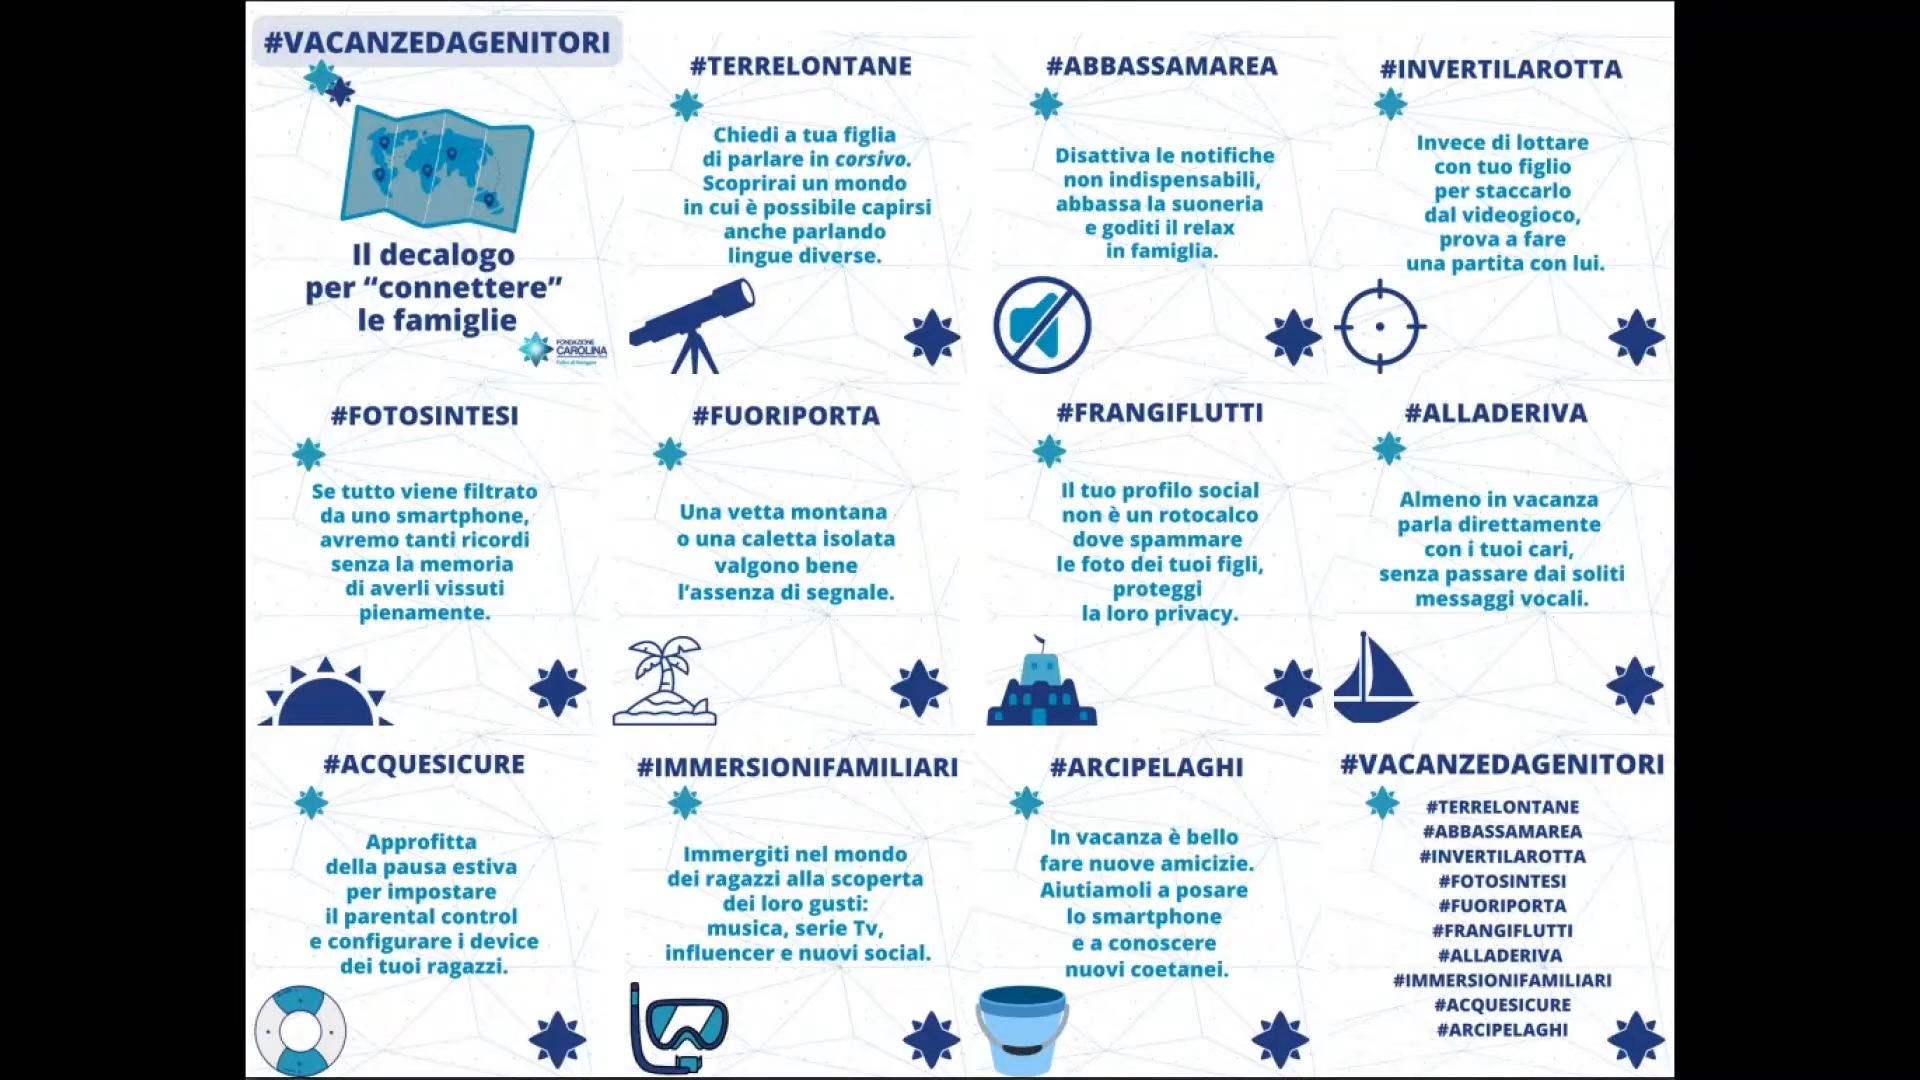 #VACANZEDAGENITORI
Il decalogo
per “connettere”
le famiglie
FONDAZIONE
CAROLINA
#TERRELONTANE
Chiedi a tua figlia
di parlare in corsivo.
Scoprirai un mondo
in cui è possibile capirsi
anche parlando
lingue diverse.
#ABBASSAMAREA
Disattiva le notifiche
non indispensabili,
abbassa la suoneria
e goditi il relax
in famiglia.
#INVERTILAROTTA
Invece di lottare
con tuo figlio
per staccarlo
dal videogioco,
prova a fare
una partita con lui.
#FOTOSINTESI
Se tutto viene filtrato
da uno smartphone,
avremo tanti ricordi
senza la memoria
di averli vissuti
pienamente.
#FUORIPORTA
Una vetta montana
o una caletta isolata
valgono bene
l’assenza di segnale.
#FRANGIFLUTTI
Il tuo profilo social
non è un rotocalco
dove spammare
le foto dei tuoi figli,
proteggi
la loro privacy.
#ALLADERIVA
Almeno in vacanza
parla direttamente
con i tuoi cari,
senza passare dai soliti
messaggi vocali.
#ACQUESICURE
Approfitta
della pausa estiva
per impostare
il parental control
e configurare i device
dei tuoi ragazzi.
#IMMERSIONIFAMILIARI
Immergiti nel mondo
dei ragazzi alla scoperta
dei loro gusti:
musica, serie Tv,
influencer e nuovi social.
#ARCIPELAGHI
In vacanza è bello
fare nuove amicizie.
Aiutiamoli a posare
lo smartphone
e a conoscere
nuovi coetanei.
#VACANZEDAGENITORI
#TERRELONTANE
#ABBASSAMAREA
#INVERTILAROTTA
#FOTOSINTESI
#FUORIPORTA
#FRANGIFLUTTI
#ALLADERIVA
#IMMERSIONIFAMILIARI
#ACQUESICURE
#ARCIPELAGHI